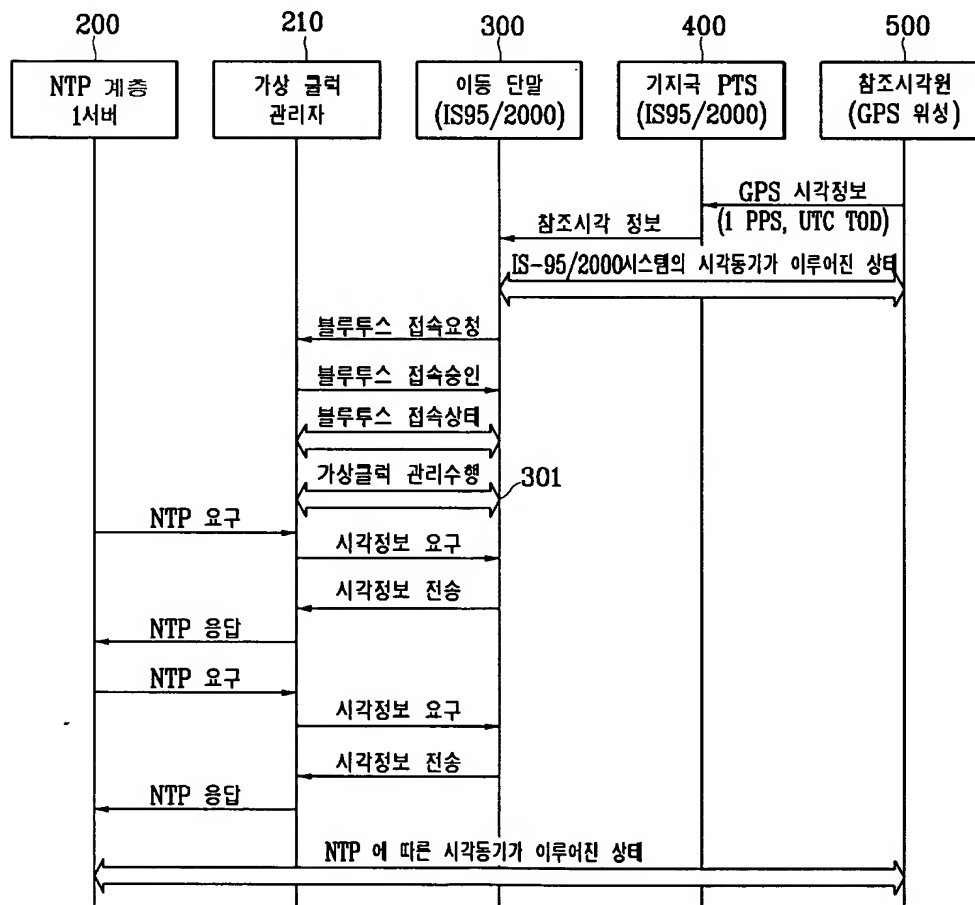 200
210
300
400
500
NTP 계층
1서버
가상 클럭
관리자
이동 단말
(IS95/2000)
기지국 PTS
(IS95/2000)
참조시각원
(GPS 위성)
GPS 시각정보
(1 PPS, UTC TOD)
참조시각 정보
IS-95/2000시스템의 시각동기가 이루어진 상태
블루투스 접속요청
블루투스 접속승인
블루투스 접속상태
가상클럭 관리수행
301
NTP 요구
시각정보 요구
시각정보 전송
NTP 응답
NTP 요구
시각정보 요구
시각정보 전송
NTP 응답
NTP 에 따른 시각동기가 이루어진 상태